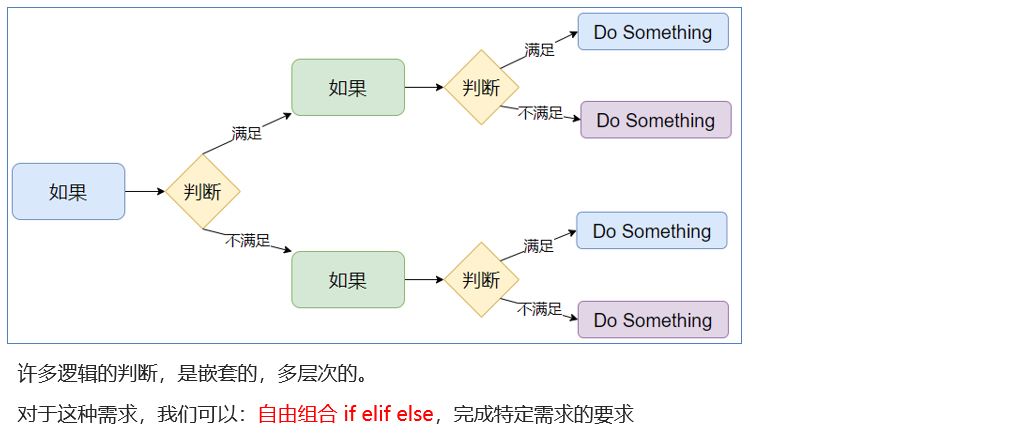 Do Something
满足
如果
判断
不满足
Do Something
满足
如果
判断
不满足
Do Something
满足
如果
判断
不满足
Do Something
许多逻辑的判断，是嵌套的，多层次的。
对于这种需求，我们可以：自由组合 if elif else，完成特定需求的要求